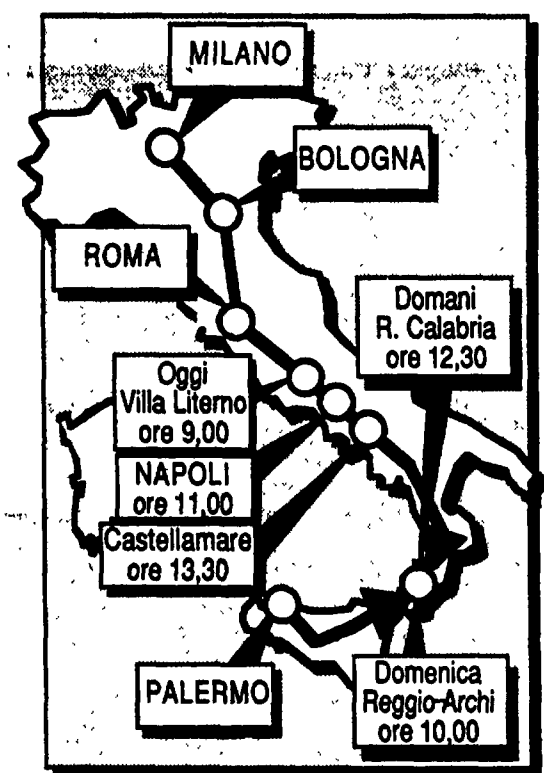 MILANO
BOLOGNA
ROMA
Domani
R. Calabria
ore 12,30
Oggi
Villa Literno
ore 9,00
NAPOLI
ore 11,00
Castellamare
ore 13,30
PALERMO
Domenica
Reggio-Archi
ore 10,00